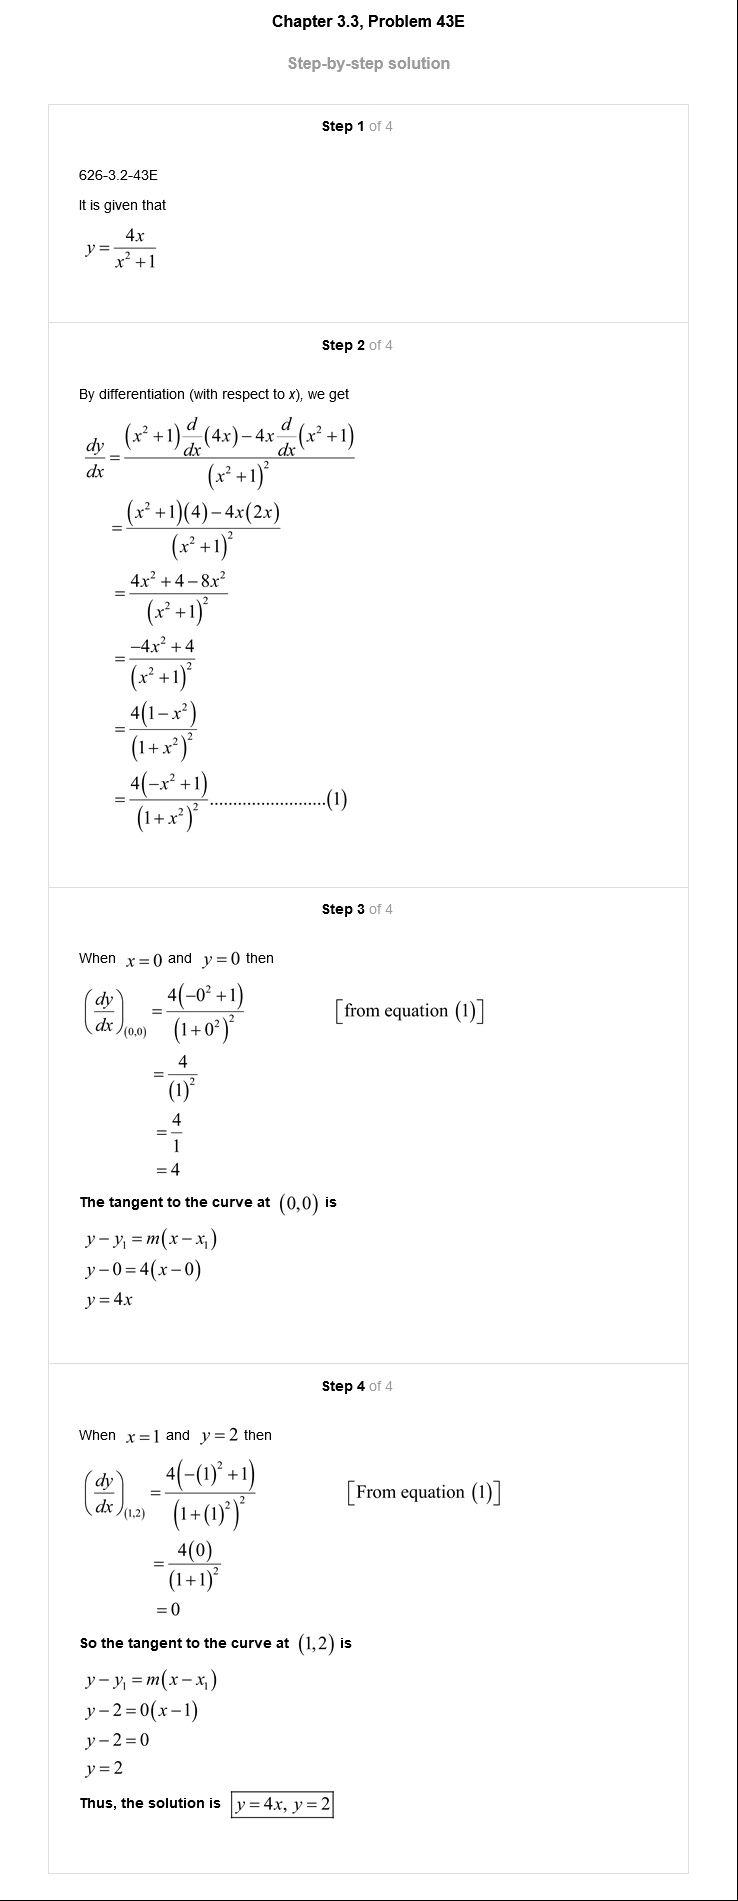 Chapter 3.3, Problem 43E
Step-by-step solution
Step 1 of 4
626-3.2-43E
It is given that
y = \frac{4x}{x^2+1}
Step 2 of 4
By differentiation (with respect to x), we get
\frac{dy}{dx} = \frac{(x^2+1)\frac{d}{dx}(4x)-4x\frac{d}{dx}(x^2+1)}{(x^2+1)^2}
= \frac{(x^2+1)(4)-4x(2x)}{(x^2+1)^2}
= \frac{4x^2+4-8x^2}{(x^2+1)^2}
= \frac{-4x^2+4}{(x^2+1)^2}
= \frac{4(1-x^2)}{(1+x^2)^2}
= \frac{4(-x^2+1)}{(1+x^2)^2} .........................(1)
Step 3 of 4
When x = 0 and y = 0 then
\left(\frac{dy}{dx}\right)_{(0,0)} = \frac{4(-0^2+1)}{(1+0^2)^2} [from equation (1)]
= \frac{4}{(1)^2}
= \frac{4}{1}
= 4
The tangent to the curve at (0,0) is
y - y_1 = m(x - x_1)
y - 0 = 4(x - 0)
y = 4x
Step 4 of 4
When x = 1 and y = 2 then
\left(\frac{dy}{dx}\right)_{(1,2)} = \frac{4(-(1)^2+1)}{(1+(1)^2)^2} [From equation (1)]
= \frac{4(0)}{(1+1)^2}
= 0
So the tangent to the curve at (1,2) is
y - y_1 = m(x - x_1)
y - 2 = 0(x - 1)
y - 2 = 0
y = 2
Thus, the solution is y = 4x, y = 2